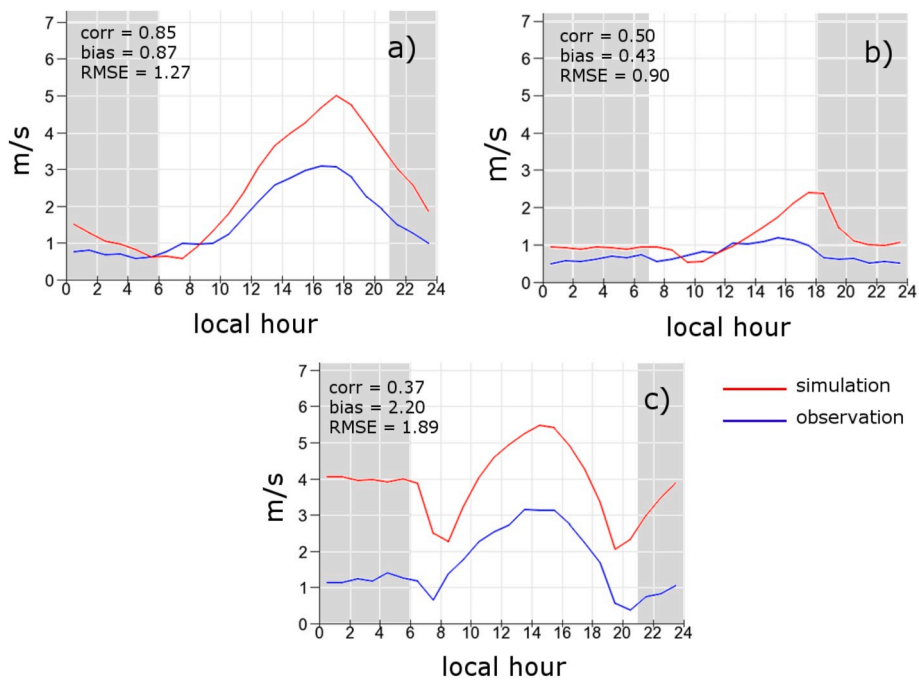 7
6
5
4
3
2
1
0
m/s
corr = 0.85
bias = 0.87
RMSE = 1.27
a)
0 2 4 6 8 10 12 14 16 18 20 22 24
local hour
7
6
5
4
3
2
1
0
m/s
corr = 0.50
bias = 0.43
RMSE = 0.90
b)
0 2 4 6 8 10 12 14 16 18 20 22 24
local hour
7
6
5
4
3
2
1
0
m/s
corr = 0.37
bias = 2.20
RMSE = 1.89
c)
0 2 4 6 8 10 12 14 16 18 20 22 24
local hour
simulation
observation